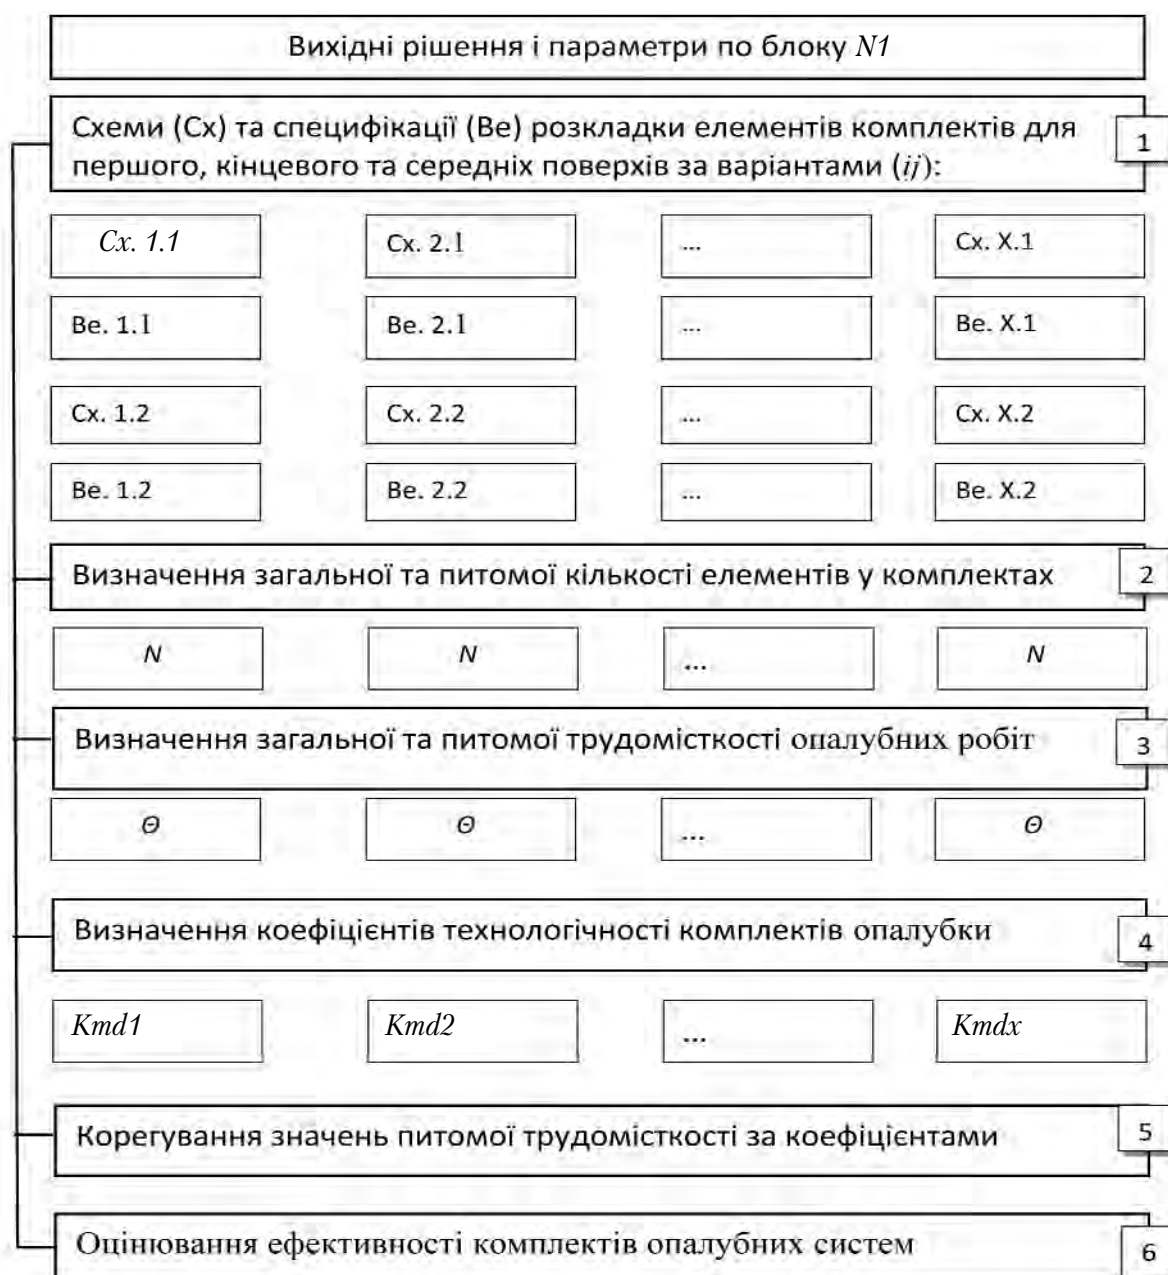 Вихідні рішення і параметри по блоку N1
Схеми (Сх) та специфікації (Ве) розкладки елементів комплектів для
першого, кінцевого та середніх поверхів за варіантами (ij):
1
Сх. 1.1 Сх. 2.1 ... Сх. X.1
Ве. 1.1 Ве. 2.1 ... Ве. X.1
Сх. 1.2 Сх. 2.2 ... Сх. X.2
Ве. 1.2 Ве. 2.2 ... Ве. X.2
Визначення загальної та питомої кількості елементів у комплектах 2
N N ... N
Визначення загальної та питомої трудомісткості опалубних робіт 3
Θ Θ ... Θ
Визначення коефіцієнтів технологічності комплектів опалубки 4
Kmd1 Kmd2 ... Kmdx
Корегування значень питомої трудомісткості за коефіцієнтами 5
Оцінювання ефективності комплектів опалубних систем 6